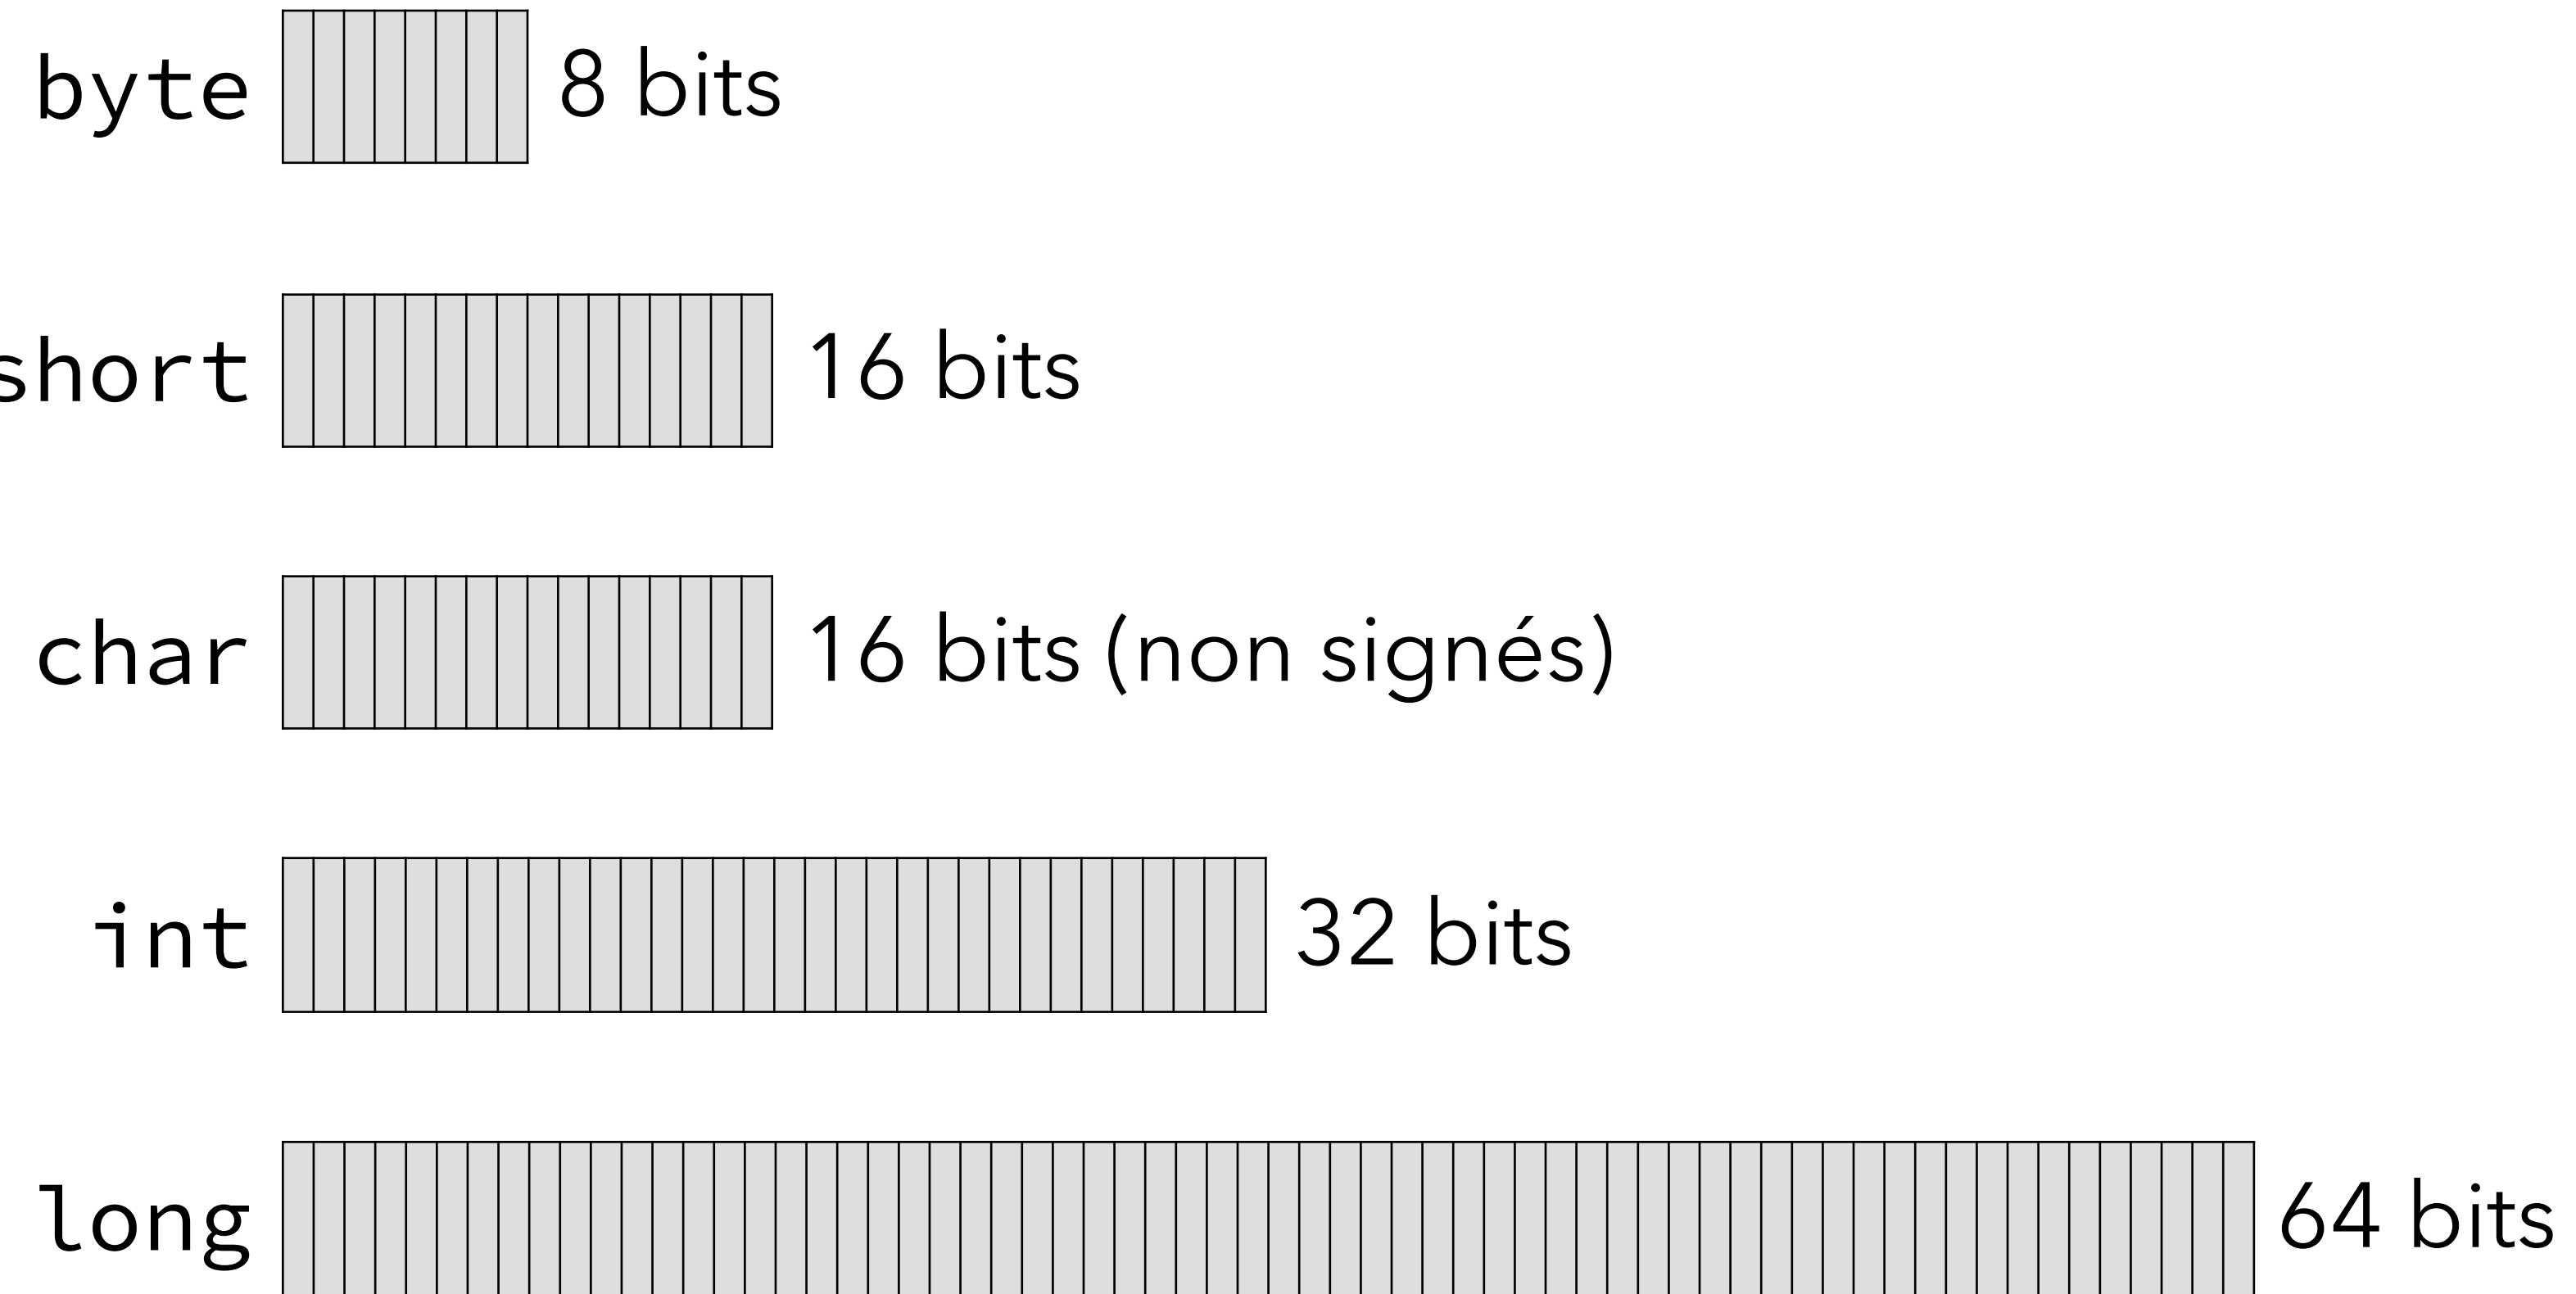 byte 8 bits
short 16 bits
char 16 bits (non signés)
int 32 bits
long 64 bits